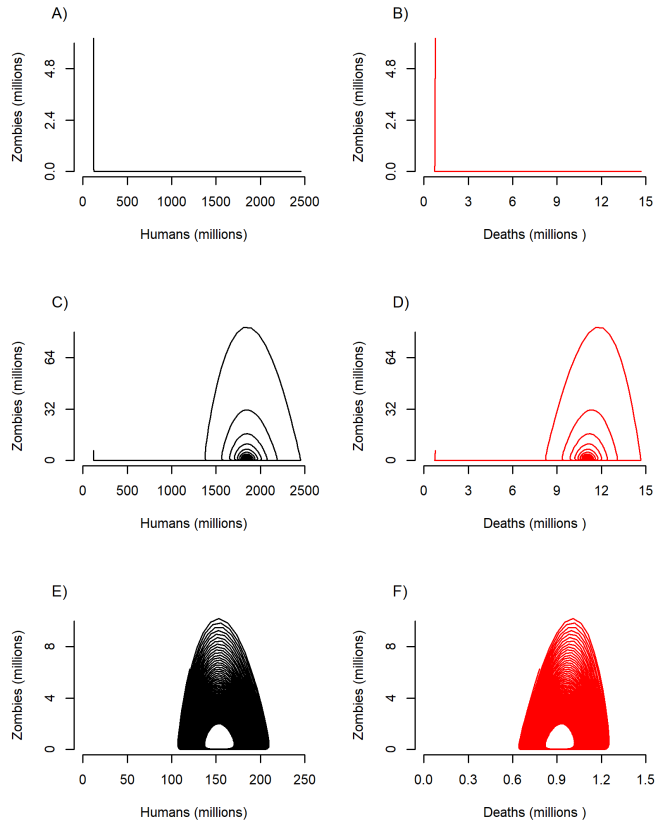 A)
Zombies (millions)
0.0 2.4 4.8
0 500 1000 1500 2000 2500
Humans (millions)
B)
Zombies (millions)
0.0 2.4 4.8
0 3 6 9 12 15
Deaths (millions )
C)
Zombies (millions)
0 32 64
0 500 1000 1500 2000 2500
Humans (millions)
D)
Zombies (millions)
0 32 64
0 3 6 9 12 15
Deaths (millions )
E)
Zombies (millions)
0 4 8
0 50 100 150 200 250
Humans (millions)
F)
Zombies (millions)
0 4 8
0.0 0.3 0.6 0.9 1.2 1.5
Deaths (millions )